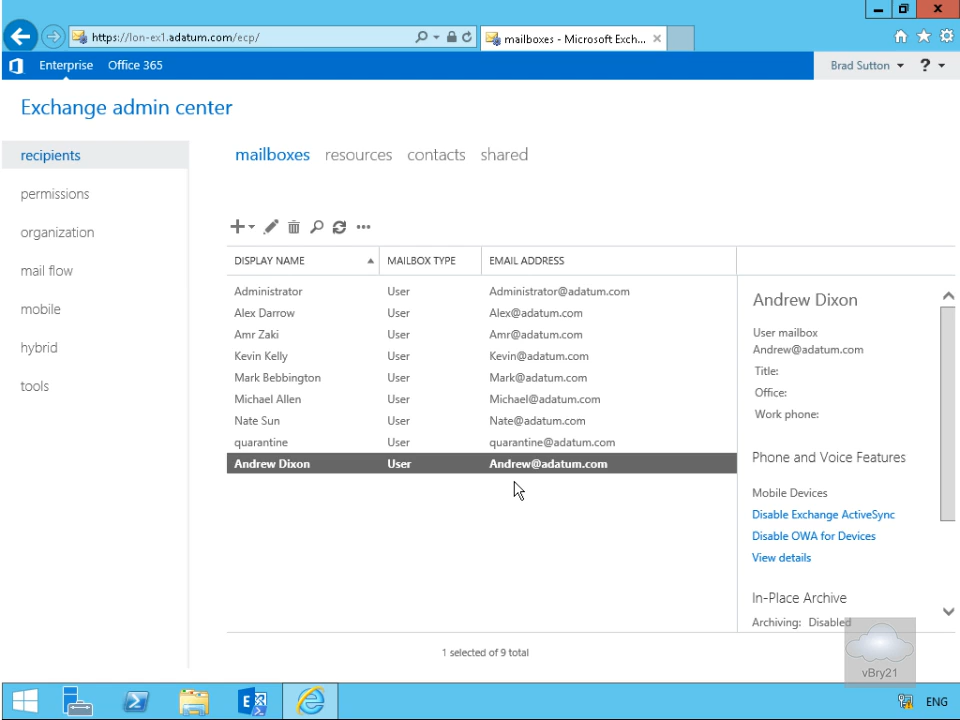 https://lon-ex1.adatum.com/ecp/
mailboxes - Microsoft Exch...
Enterprise
Office 365
Brad Sutton
?
Exchange admin center
recipients
permissions
organization
mail flow
mobile
hybrid
tools
mailboxes resources contacts shared
DISPLAY NAME MAILBOX TYPE EMAIL ADDRESS
Administrator User Administrator@adatum.com
Alex Darrow User Alex@adatum.com
Amr Zaki User Amr@adatum.com
Kevin Kelly User Kevin@adatum.com
Mark Bebbington User Mark@adatum.com
Michael Allen User Michael@adatum.com
Nate Sun User Nate@adatum.com
quarantine User quarantine@adatum.com
Andrew Dixon User Andrew@adatum.com
1 selected of 9 total
Andrew Dixon
User mailbox
Andrew@adatum.com
Title:
Office:
Work phone:
Phone and Voice Features
Mobile Devices
Disable Exchange ActiveSync
Disable OWA for Devices
View details
In-Place Archive
Archiving: Disabled
vBry21
ENG